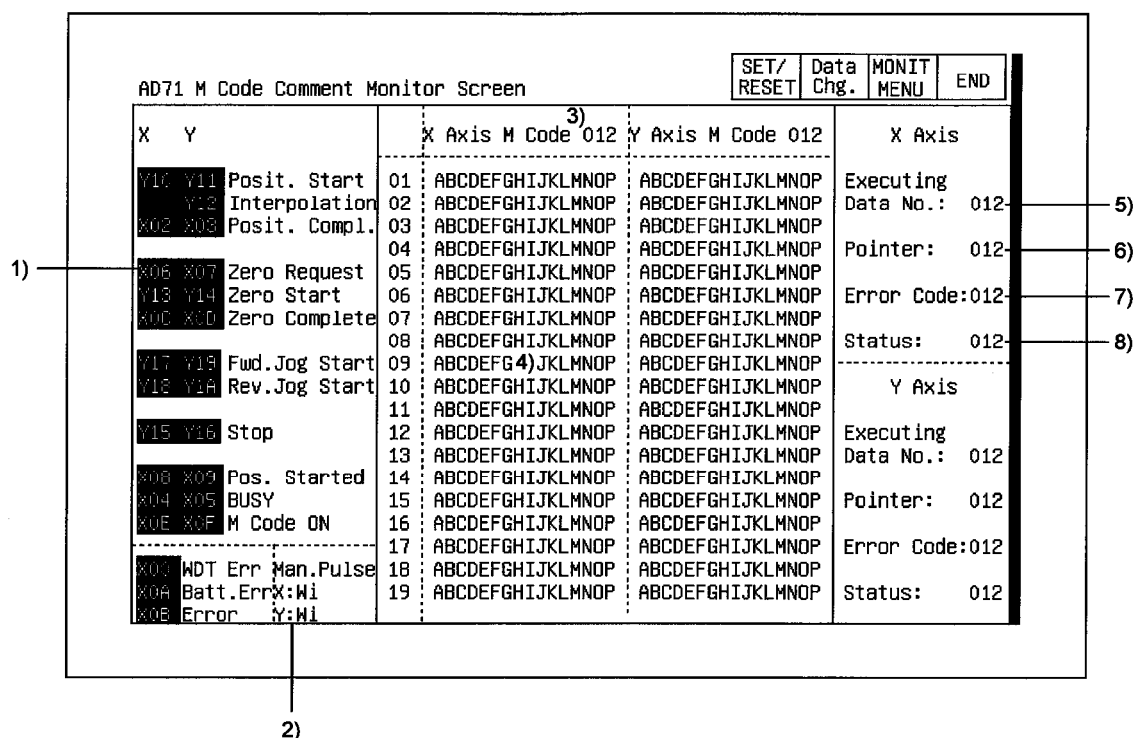 SET/ RESET Data Chg. MONIT MENU END
AD71 M Code Comment Monitor Screen
X Y
3)
X Axis M Code 012 Y Axis M Code 012
X Axis
Y10 Y11 Posit. Start 01 ABCDEFGHIJKLMNOP ABCDEFGHIJKLMNOP Executing
Y12 Interpolation 02 ABCDEFGHIJKLMNOP ABCDEFGHIJKLMNOP Data No.: 012 5)
X02 X03 Posit. Compl. 03 ABCDEFGHIJKLMNOP ABCDEFGHIJKLMNOP
04 ABCDEFGHIJKLMNOP ABCDEFGHIJKLMNOP Pointer: 012 6)
1) X06 X07 Zero Request 05 ABCDEFGHIJKLMNOP ABCDEFGHIJKLMNOP
Y13 Y14 Zero Start 06 ABCDEFGHIJKLMNOP ABCDEFGHIJKLMNOP Error Code:012 7)
X0C X0D Zero Complete 07 ABCDEFGHIJKLMNOP ABCDEFGHIJKLMNOP
08 ABCDEFGHIJKLMNOP ABCDEFGHIJKLMNOP Status: 012 8)
Y17 Y19 Fwd.Jog Start 09 ABCDEFG4)JKLMNOP ABCDEFGHIJKLMNOP
Y18 Y1A Rev.Jog Start 10 ABCDEFGHIJKLMNOP ABCDEFGHIJKLMNOP Y Axis
11 ABCDEFGHIJKLMNOP ABCDEFGHIJKLMNOP
Y15 Y16 Stop 12 ABCDEFGHIJKLMNOP ABCDEFGHIJKLMNOP Executing
13 ABCDEFGHIJKLMNOP ABCDEFGHIJKLMNOP Data No.: 012
X08 X09 Pos. Started 14 ABCDEFGHIJKLMNOP ABCDEFGHIJKLMNOP
X04 X05 BUSY 15 ABCDEFGHIJKLMNOP ABCDEFGHIJKLMNOP Pointer: 012
X0E X0F M Code ON 16 ABCDEFGHIJKLMNOP ABCDEFGHIJKLMNOP
17 ABCDEFGHIJKLMNOP ABCDEFGHIJKLMNOP Error Code:012
X00 WDT Err Man.Pulse 18 ABCDEFGHIJKLMNOP ABCDEFGHIJKLMNOP
X0A Batt.Err X:Wi 19 ABCDEFGHIJKLMNOP ABCDEFGHIJKLMNOP Status: 012
X0B Error Y:Wi
2)